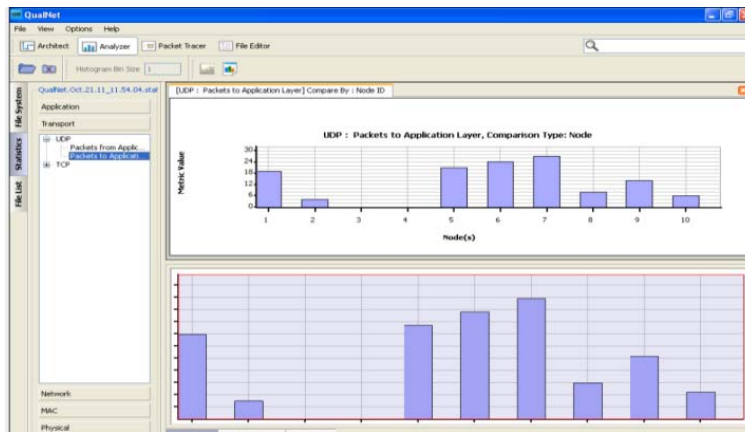 QualNet
File View Options Help
Architect Analyzer Packet Tracer File Editor
Histogram Bin Size 1
File System
Statistics
File List
QualNet.Oct.21.11_11.54.04.stat
Application
Transport
UDP
Packets from Applic...
Packets to Applicati...
TCP
Network
MAC
Physical
[UDP : Packets to Application Layer] Compare By : Node ID
UDP : Packets to Application Layer, Comparison Type: Node
Metric Value
30
24
18
12
6
0
1 2 3 4 5 6 7 8 9 10
Node(s)